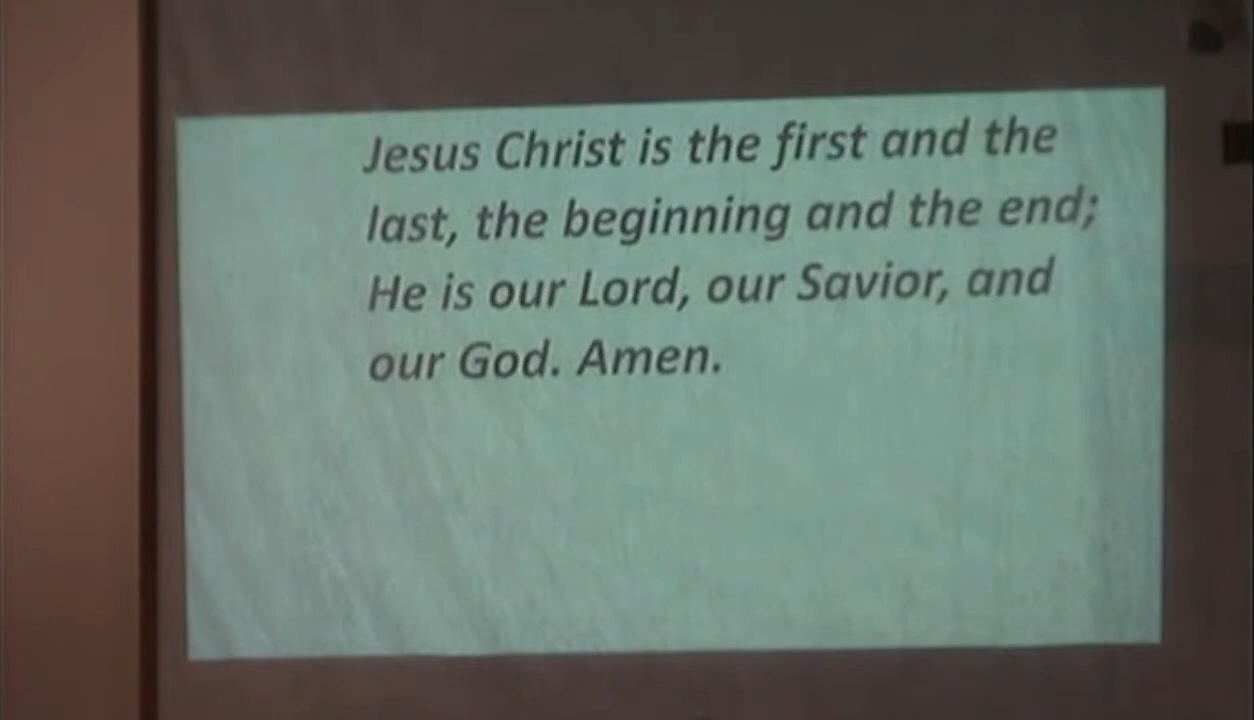 Jesus Christ is the first and the
last, the beginning and the end;
He is our Lord, our Savior, and
our God. Amen.